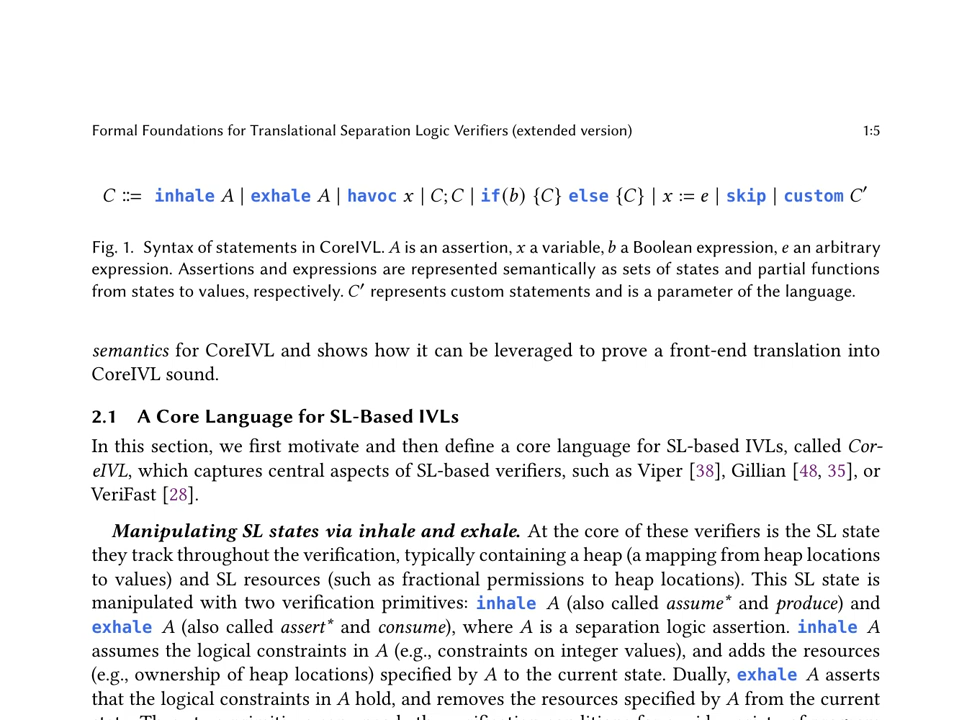 Formal Foundations for Translational Separation Logic Verifiers (extended version) 1:5
C ::= inhale A | exhale A | havoc x | C; C | if(b) {C} else {C} | x := e | skip | custom C′
Fig. 1. Syntax of statements in CoreIVL. A is an assertion, x a variable, b a Boolean expression, e an arbitrary
expression. Assertions and expressions are represented semantically as sets of states and partial functions
from states to values, respectively. C′ represents custom statements and is a parameter of the language.
semantics for CoreIVL and shows how it can be leveraged to prove a front-end translation into
CoreIVL sound.
2.1 A Core Language for SL-Based IVLs
In this section, we first motivate and then define a core language for SL-based IVLs, called Cor-
eIVL, which captures central aspects of SL-based verifiers, such as Viper [38], Gillian [48, 35], or
VeriFast [28].
Manipulating SL states via inhale and exhale. At the core of these verifiers is the SL state
they track throughout the verification, typically containing a heap (a mapping from heap locations
to values) and SL resources (such as fractional permissions to heap locations). This SL state is
manipulated with two verification primitives: inhale A (also called assume* and produce) and
exhale A (also called assert* and consume), where A is a separation logic assertion. inhale A
assumes the logical constraints in A (e.g., constraints on integer values), and adds the resources
(e.g., ownership of heap locations) specified by A to the current state. Dually, exhale A asserts
that the logical constraints in A hold, and removes the resources specified by A from the current